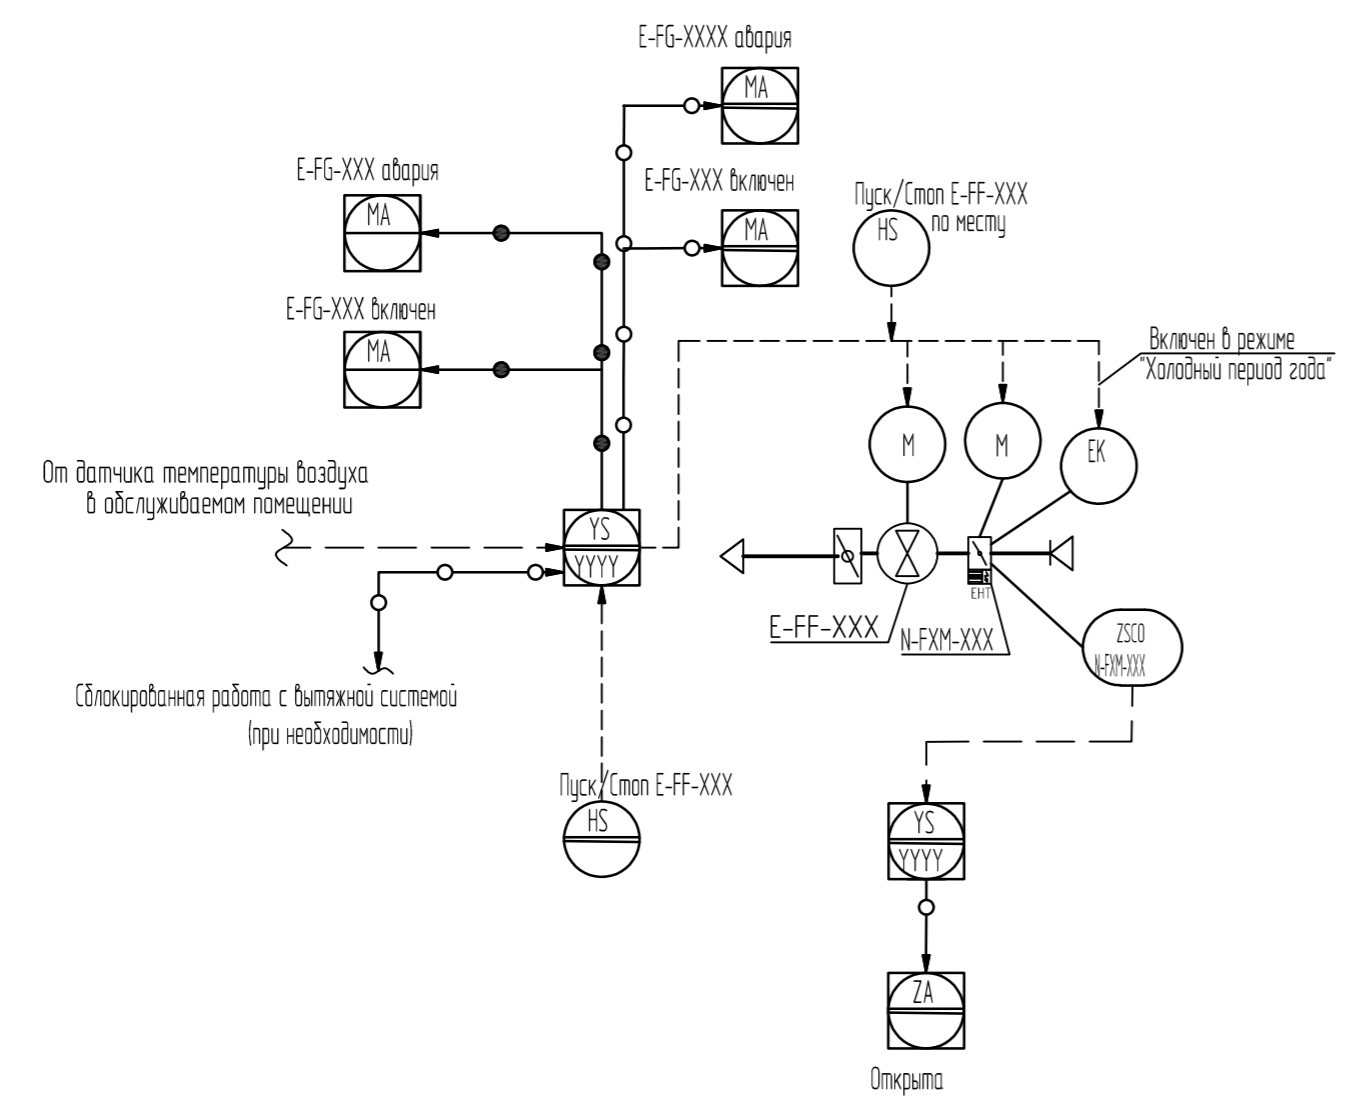 E-FG-XXXX авария
MA
E-FG-XXX авария
MA
E-FG-XXX включен
MA
E-FG-XXX включен
MA
Пуск/Стоп E-FF-XXX
по месту
HS
Включен в режиме
"Холодный период года"
M
M
EK
От датчика температуры воздуха
в обслуживаемом помещении
YS
YYYY
EHT
E-FF-XXX
N-FXM-XXX
ZSCO
N-FXM-XXX
Сблокированная работа с вытяжной системой
(при необходимости)
Пуск/Стоп E-FF-XXX
HS
YS
YYYY
ZA
Открыта